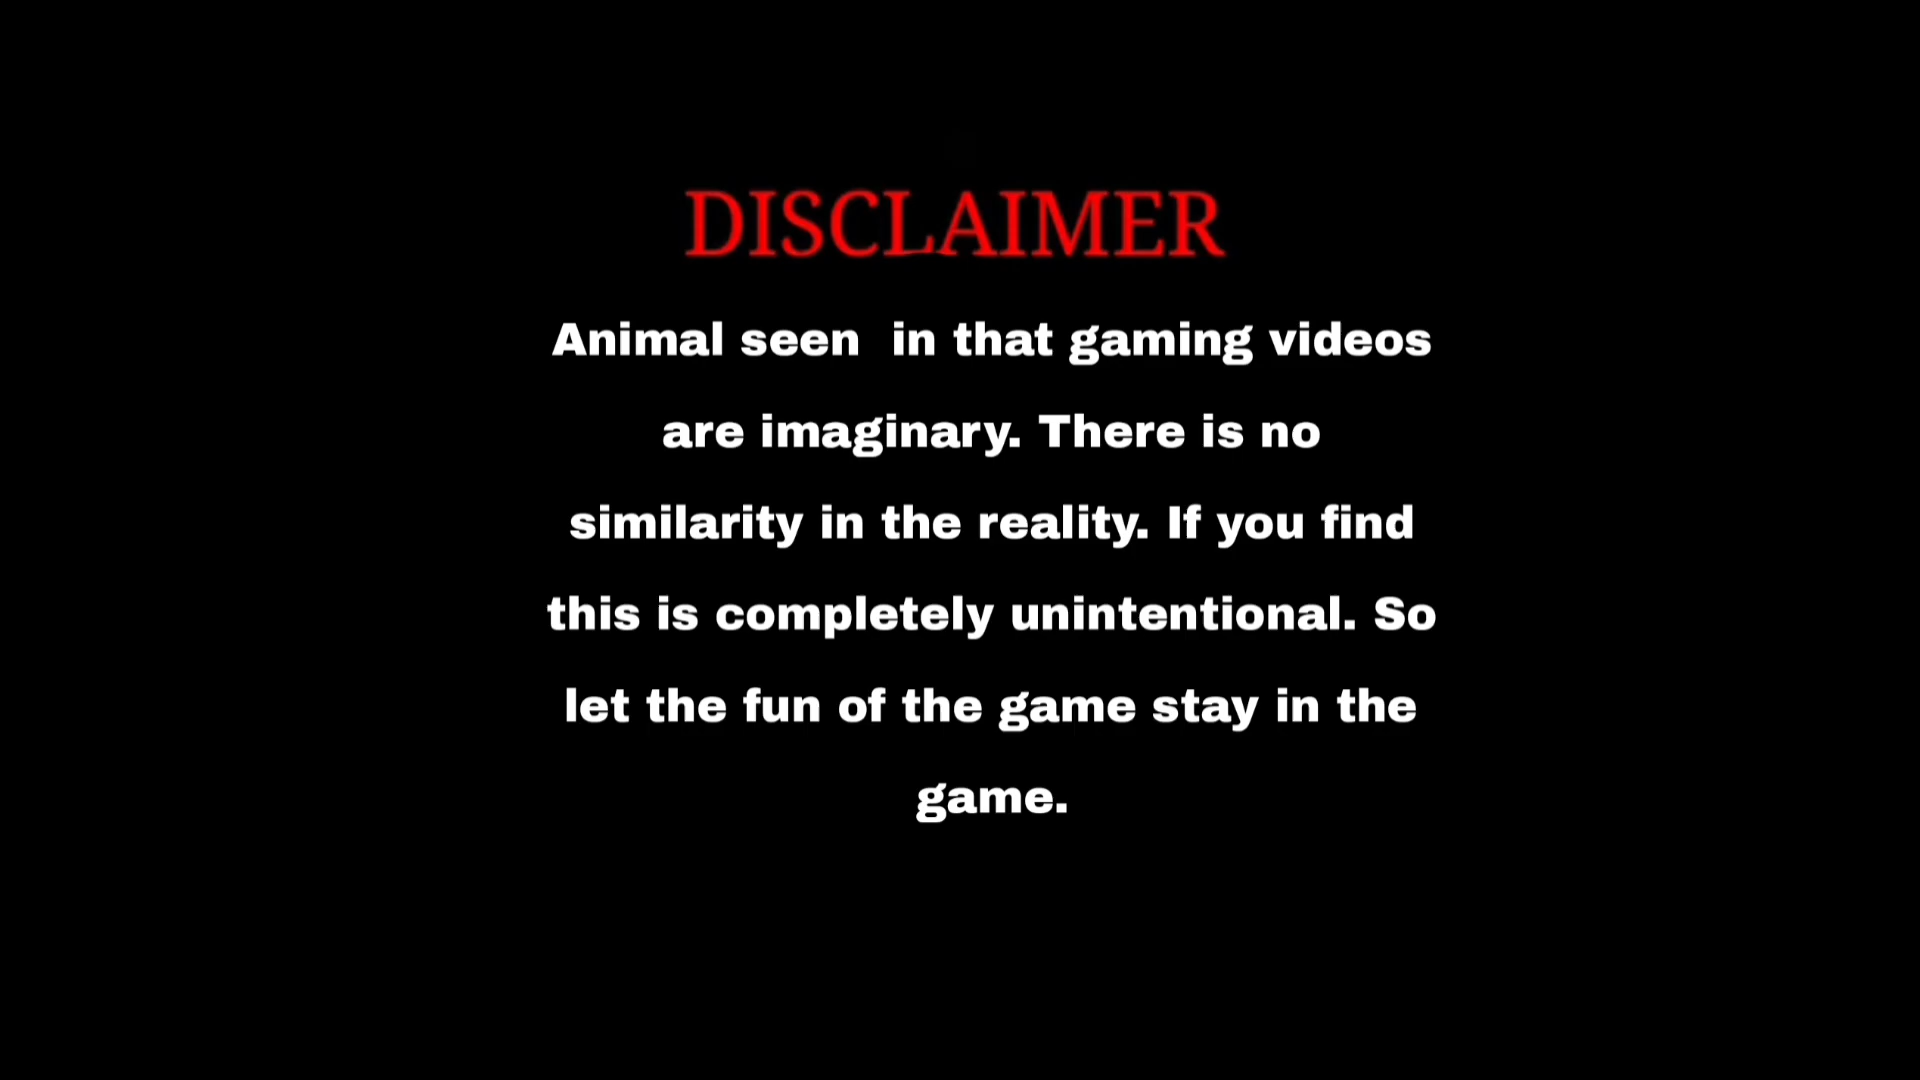 DISCLAIMER
Animal seen  in that gaming videos
are imaginary. There is no
similarity in the reality. If you find
this is completely unintentional. So
let the fun of the game stay in the
game.